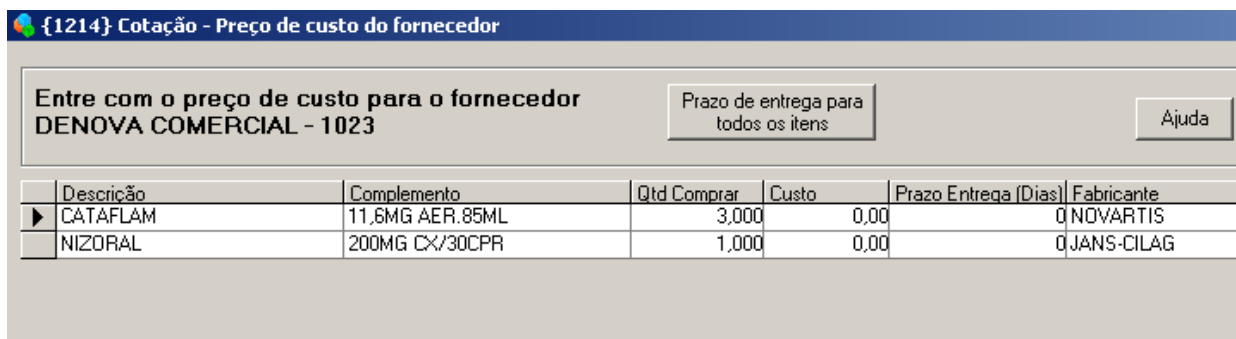 {1214} Cotação - Preço de custo do fornecedor
Entre com o preço de custo para o fornecedor
DENOVA COMERCIAL - 1023
Prazo de entrega para
todos os itens
Ajuda
Descrição Complemento Qtd Comprar Custo Prazo Entrega (Dias) Fabricante
CATAFLAM 11,6MG AER.85ML 3,000 0,00 0 NOVARTIS
NIZORAL 200MG CX/30CPR 1,000 0,00 0 JANS-CILAG